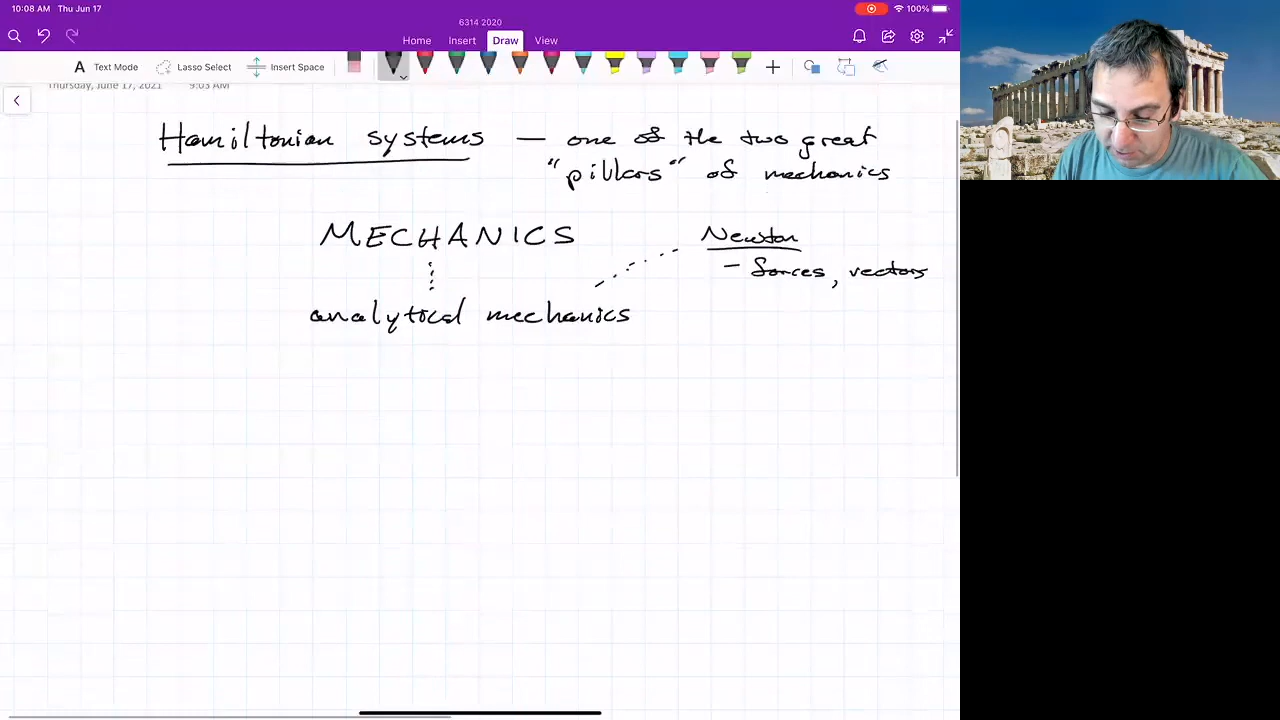 10:08 AM Thu Jun 17
100%
6314 2020
Home Insert Draw View
Text Mode Lasso Select Insert Space
Thursday, June 17, 2021 9:03 AM
Hamiltonian systems — one of the two great
"pillars" of mechanics
MECHANICS
Newton
- forces, vectors
analytical mechanics